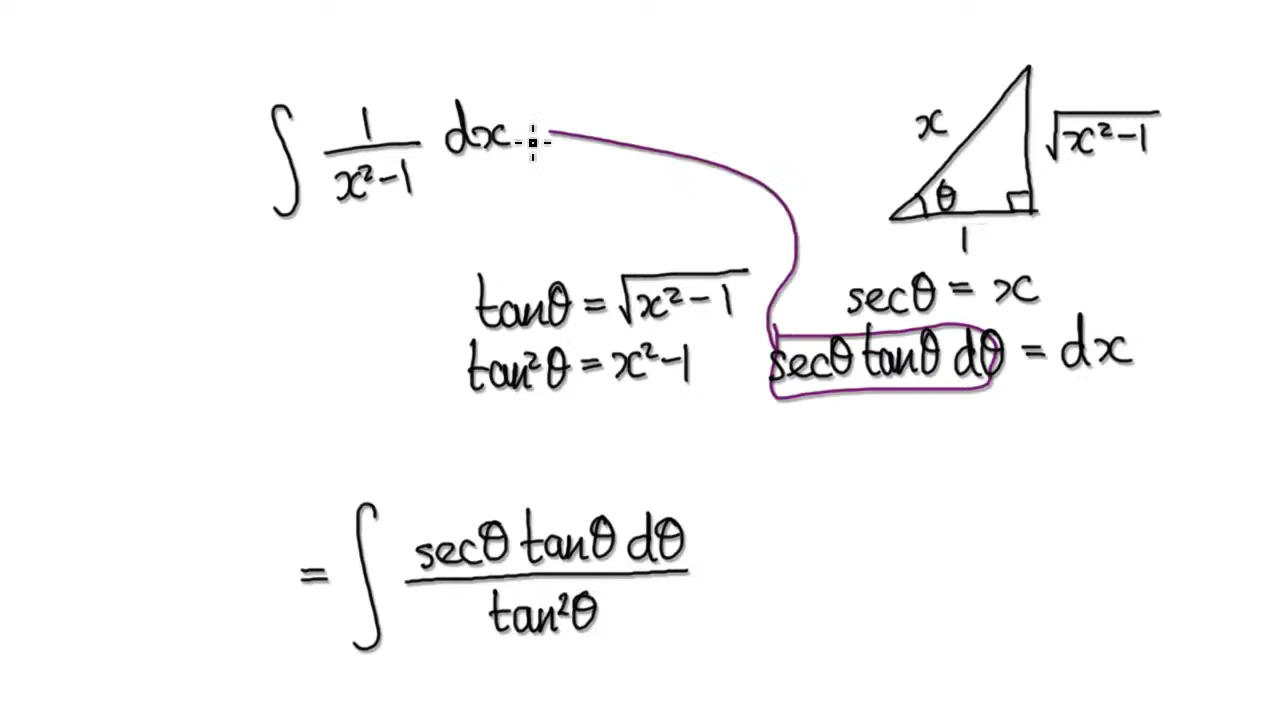 ∫ 1/(x²-1) dx
x
√(x²-1)
θ
1
tanθ = √(x²-1)
secθ = x
tan²θ = x²-1
secθ tanθ dθ = dx
= ∫ (secθ tanθ dθ)/(tan²θ)